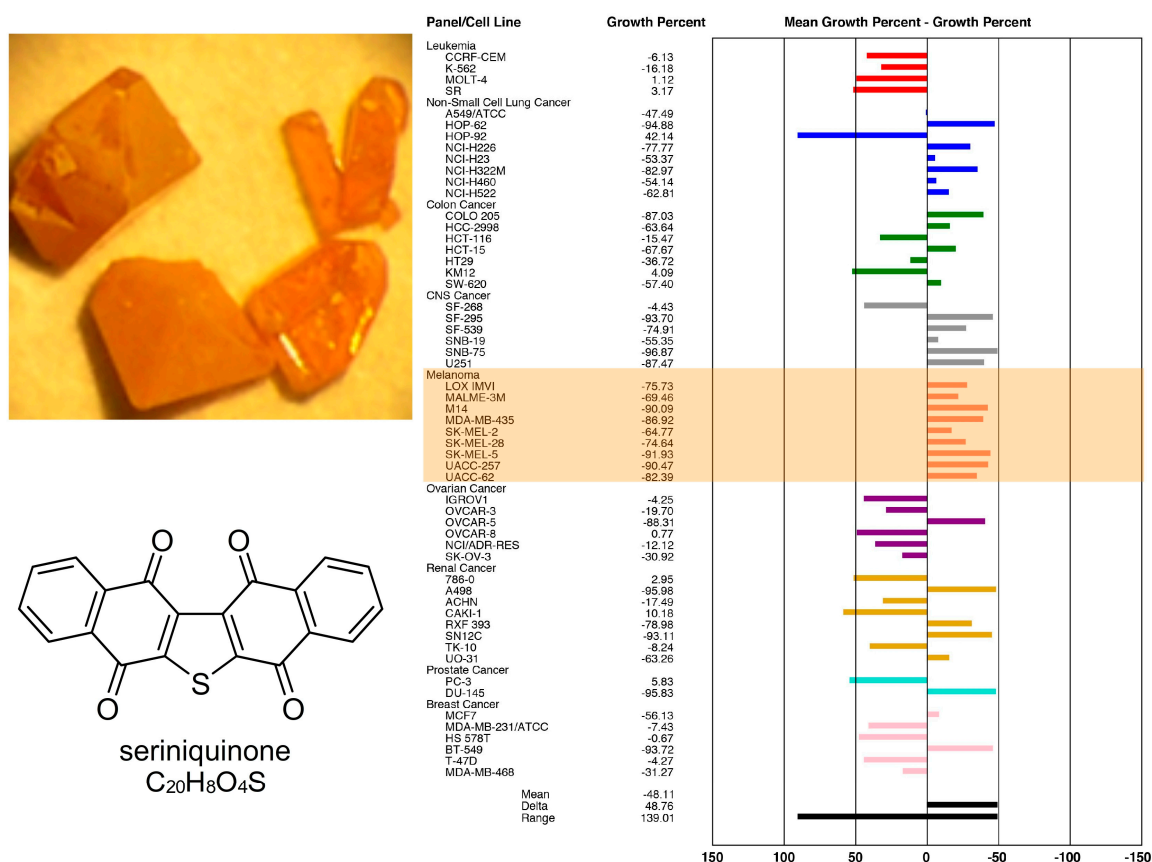 Panel/Cell Line Growth Percent Mean Growth Percent - Growth Percent
Leukemia
CCRF-CEM -6.13
K-562 -16.18
MOLT-4 1.12
SR 3.17
Non-Small Cell Lung Cancer
A549/ATCC -47.49
HOP-62 -94.88
HOP-92 42.14
NCI-H226 -77.77
NCI-H23 -53.37
NCI-H322M -82.97
NCI-H460 -54.14
NCI-H522 -62.81
Colon Cancer
COLO 205 -87.03
HCC-2998 -63.64
HCT-116 -15.47
HCT-15 -67.67
HT29 -36.72
KM12 4.09
SW-620 -57.40
CNS Cancer
SF-268 -4.43
SF-295 -93.70
SF-539 -74.91
SNB-19 -55.35
SNB-75 -96.87
U251 -87.47
Melanoma
LOX IMVI -75.73
MALME-3M -69.46
M14 -90.09
MDA-MB-435 -86.92
SK-MEL-2 -64.77
SK-MEL-28 -74.64
SK-MEL-5 -91.93
UACC-257 -90.47
UACC-62 -82.39
Ovarian Cancer
IGROV1 -4.25
OVCAR-3 -19.70
OVCAR-5 -88.31
OVCAR-8 0.77
NCI/ADR-RES -12.12
SK-OV-3 -30.92
Renal Cancer
786-0 2.95
A498 -95.98
ACHN -17.49
CAKI-1 10.18
RXF 393 -78.98
SN12C -93.11
TK-10 -8.24
UO-31 -63.26
Prostate Cancer
PC-3 5.83
DU-145 -95.83
Breast Cancer
MCF7 -56.13
MDA-MB-231/ATCC -7.43
HS 578T -0.67
BT-549 -93.72
T-47D -4.27
MDA-MB-468 -31.27
Mean -48.11
Delta 48.76
Range 139.01
150 100 50 0 -50 -100 -150
O O
S
O O
seriniquinone
C20H8O4S